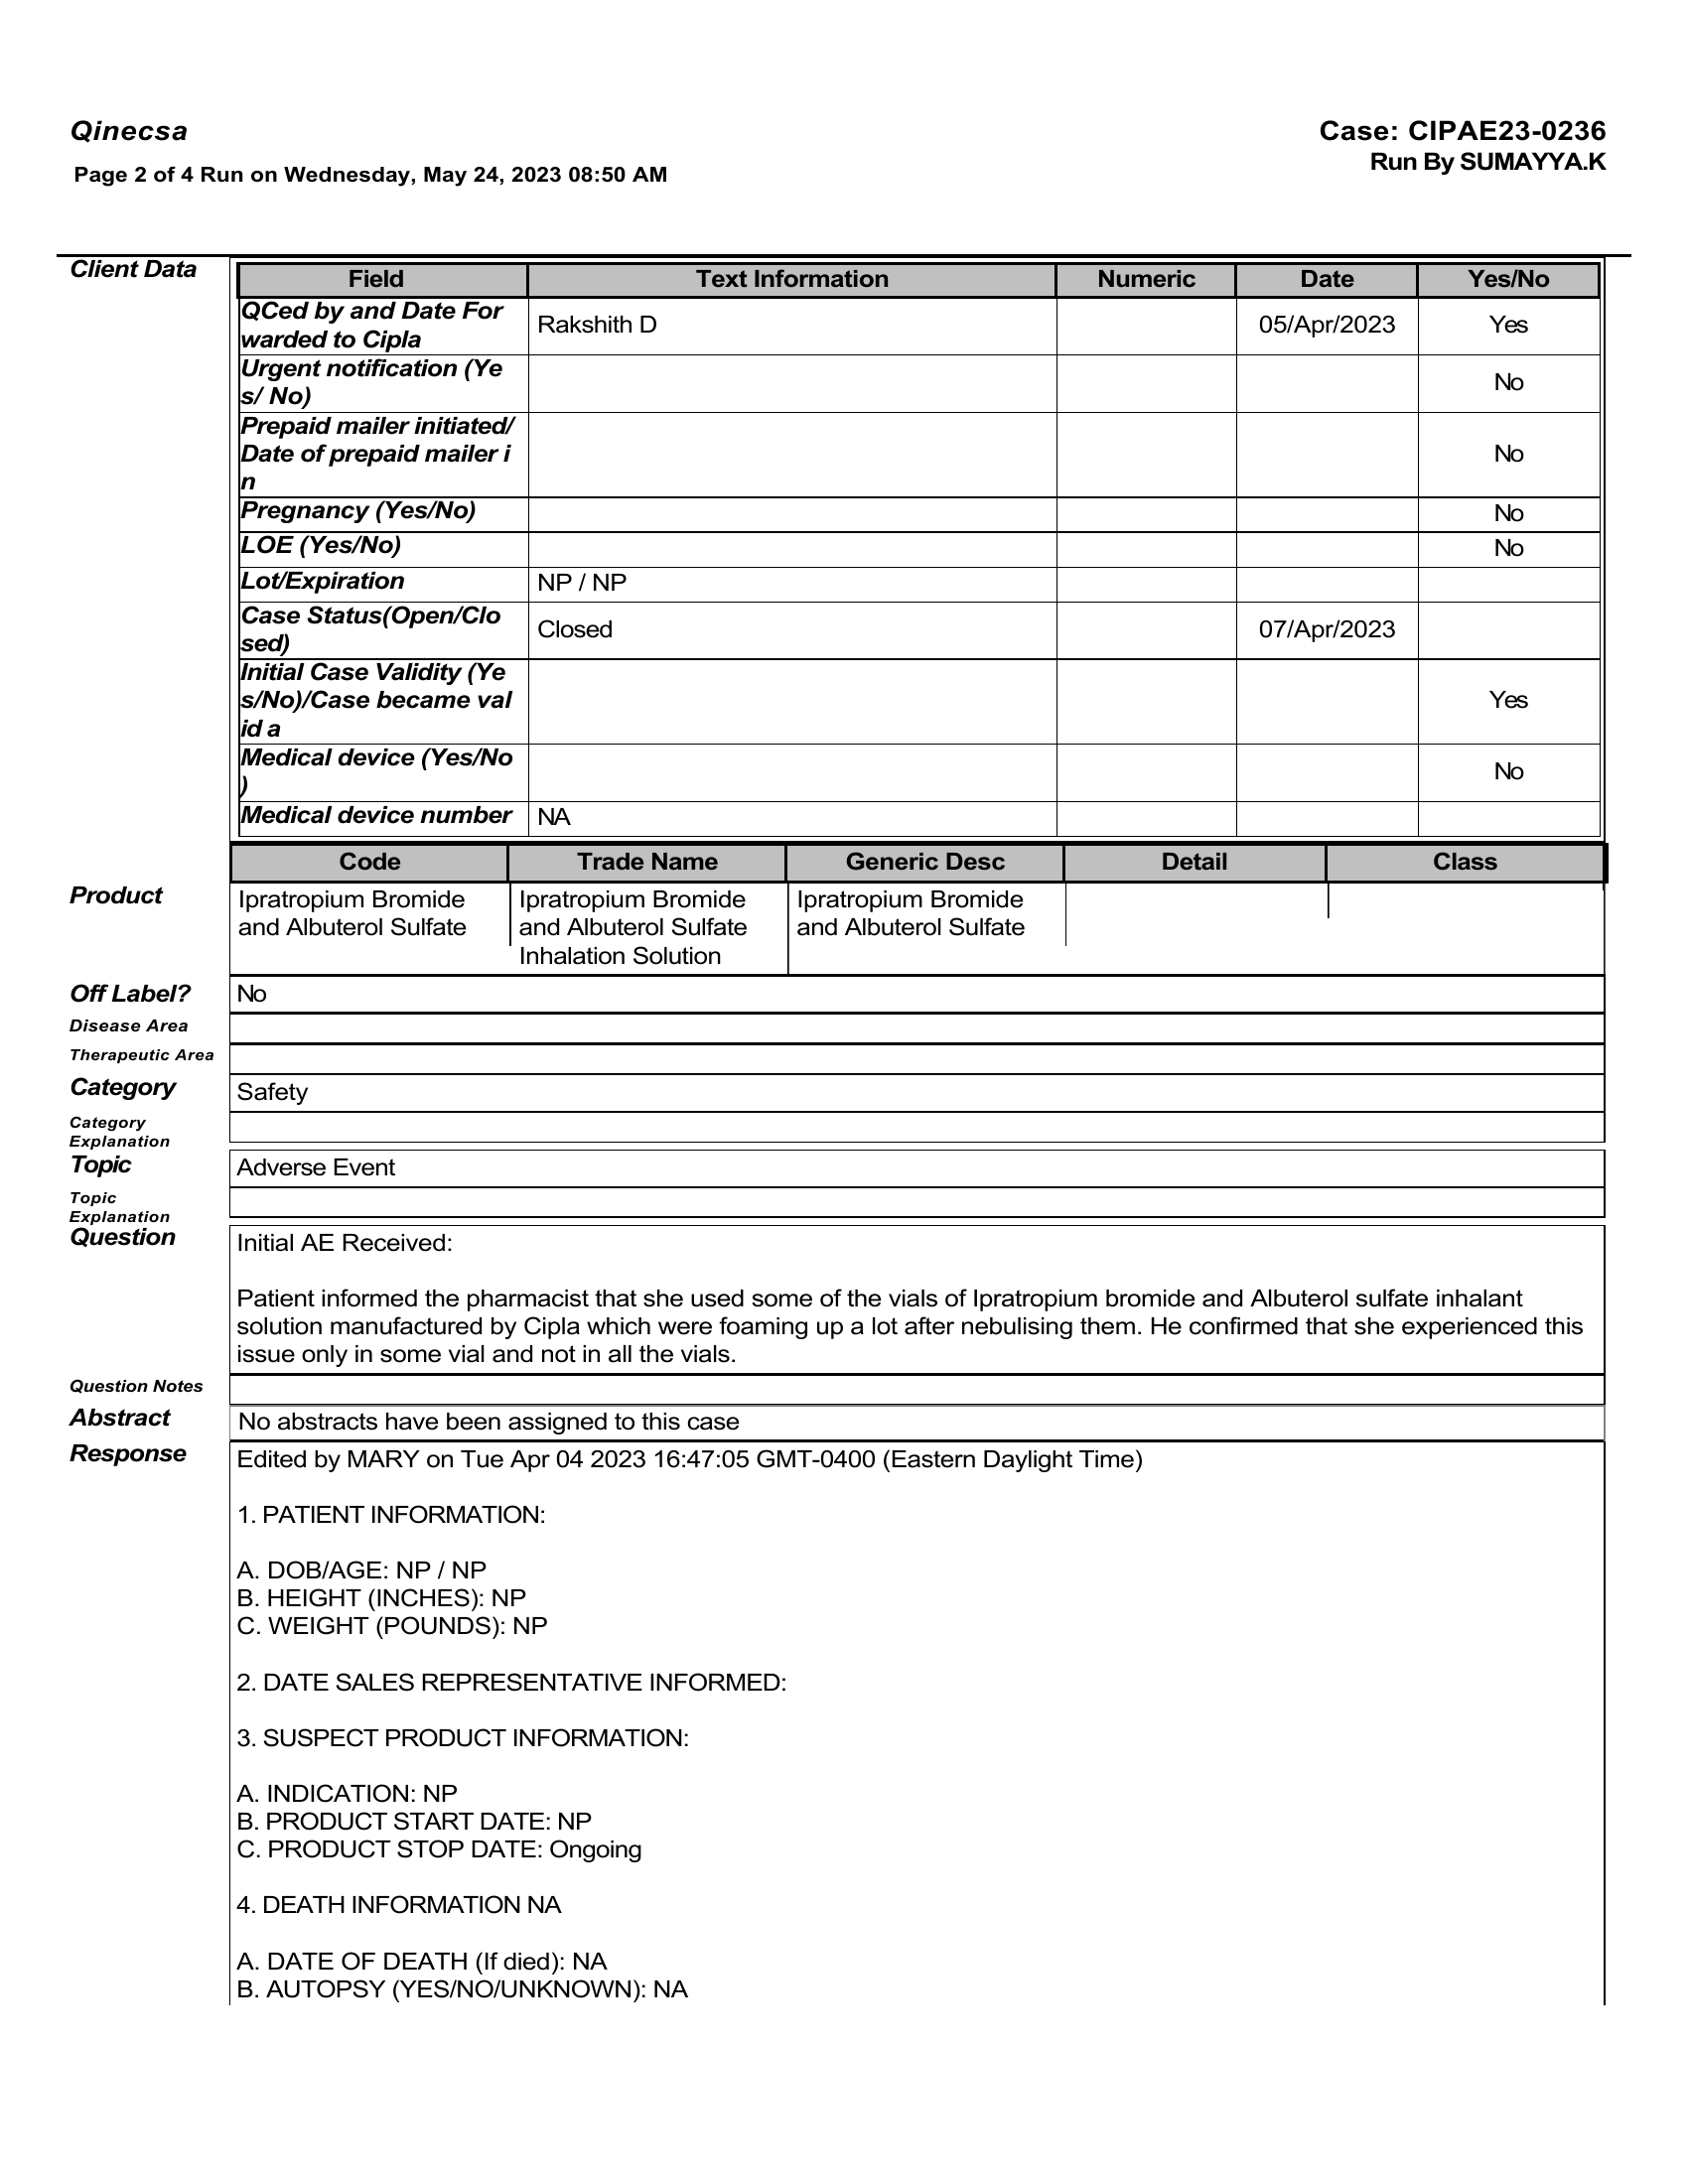 Qinecsa
Case: CIPAE23-0236
Page 2 of 4 Run on Wednesday, May 24, 2023 08:50 AM
Run By SUMAYYA.K
Client Data
Field Text Information Numeric Date Yes/No
QCed by and Date For
warded to Cipla
Rakshith D 05/Apr/2023 Yes
Urgent notification (Ye
s/ No)
No
Prepaid mailer initiated/
Date of prepaid mailer i
n
No
Pregnancy (Yes/No) No
LOE (Yes/No) No
Lot/Expiration NP / NP
Case Status(Open/Clo
sed)
Closed 07/Apr/2023
Initial Case Validity (Ye
s/No)/Case became val
id a
Yes
Medical device (Yes/No
)
No
Medical device number NA
Code Trade Name Generic Desc Detail Class
Product
Ipratropium Bromide Ipratropium Bromide Ipratropium Bromide
and Albuterol Sulfate and Albuterol Sulfate and Albuterol Sulfate
Inhalation Solution
Off Label? No
Disease Area
Therapeutic Area
Category Safety
Category
Explanation
Topic Adverse Event
Topic
Explanation
Question Initial AE Received:
Patient informed the pharmacist that she used some of the vials of Ipratropium bromide and Albuterol sulfate inhalant
solution manufactured by Cipla which were foaming up a lot after nebulising them. He confirmed that she experienced this
issue only in some vial and not in all the vials.
Question Notes
Abstract No abstracts have been assigned to this case
Response Edited by MARY on Tue Apr 04 2023 16:47:05 GMT-0400 (Eastern Daylight Time)
1. PATIENT INFORMATION:
A. DOB/AGE: NP / NP
B. HEIGHT (INCHES): NP
C. WEIGHT (POUNDS): NP
2. DATE SALES REPRESENTATIVE INFORMED:
3. SUSPECT PRODUCT INFORMATION:
A. INDICATION: NP
B. PRODUCT START DATE: NP
C. PRODUCT STOP DATE: Ongoing
4. DEATH INFORMATION NA
A. DATE OF DEATH (If died): NA
B. AUTOPSY (YES/NO/UNKNOWN): NA